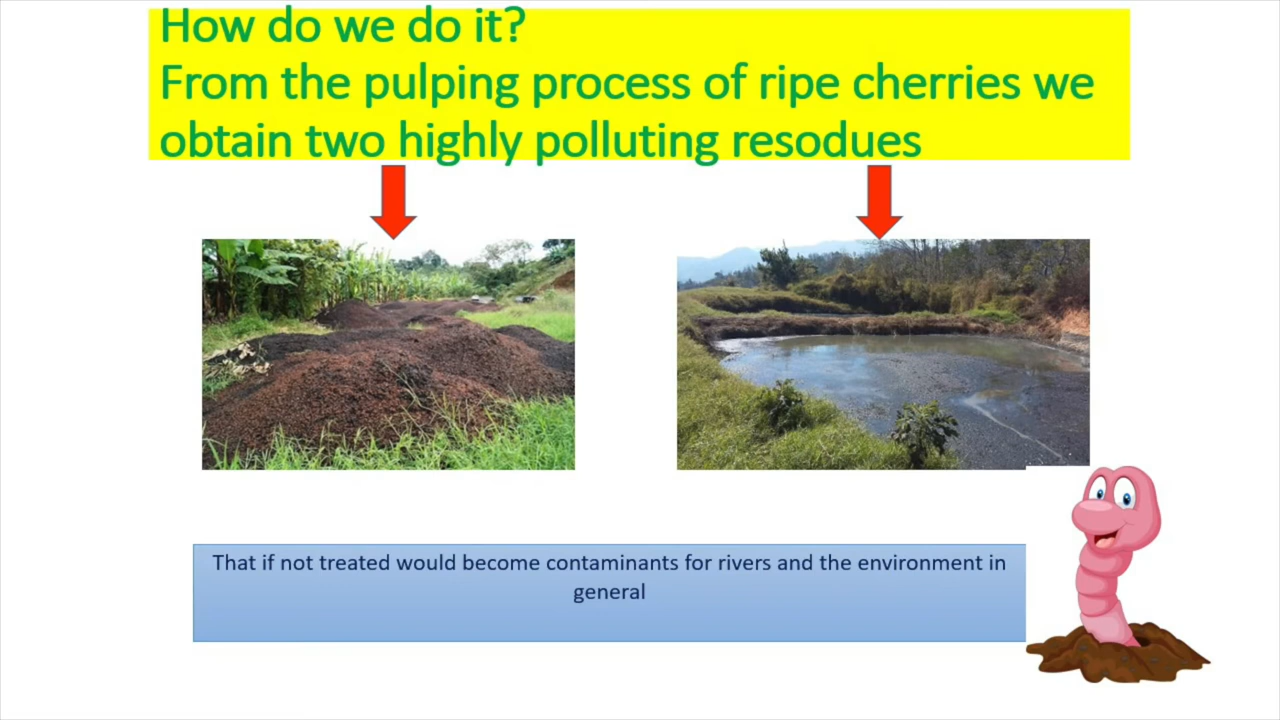 How do we do it?
From the pulping process of ripe cherries we
obtain two highly polluting resodues
That if not treated would become contaminants for rivers and the environment in
general